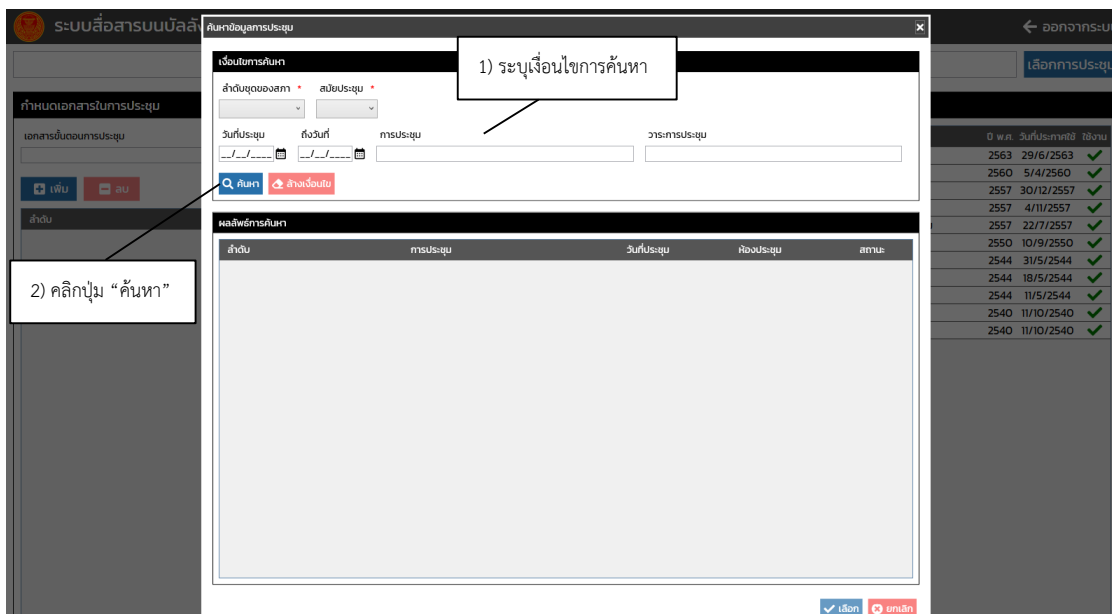 ระบบสื่อสารบนบัลลัง
ออกจากระบ
เลือกการประชุม
ค้นหาข้อมูลการประชุม
เงื่อนไขการค้นหา
1) ระบุเงื่อนไขการค้นหา
ลำดับชุดของสภา * สมัยประชุม *
วันที่ประชุม ถึงวันที่ การประชุม วาระการประชุม
__/__/____ __/__/____
ค้นหา ล้างเงื่อนไข
ผลลัพธ์การค้นหา
ลำดับ การประชุม วันที่ประชุม ห้องประชุม สถานะ
2) คลิกปุ่ม “ค้นหา”
เลือก ยกเลิก
กำหนดเอกสารในการประชุม
เอกสารขั้นตอนการประชุม
เพิ่ม ลบ
ลำดับ
ปี พ.ศ. วันที่ประกาศใช้ ใช้งาน
2563 29/6/2563
2560 5/4/2560
2557 30/12/2557
2557 4/11/2557
2557 22/7/2557
2550 10/9/2550
2544 31/5/2544
2544 18/5/2544
2544 11/5/2544
2540 11/10/2540
2540 11/10/2540